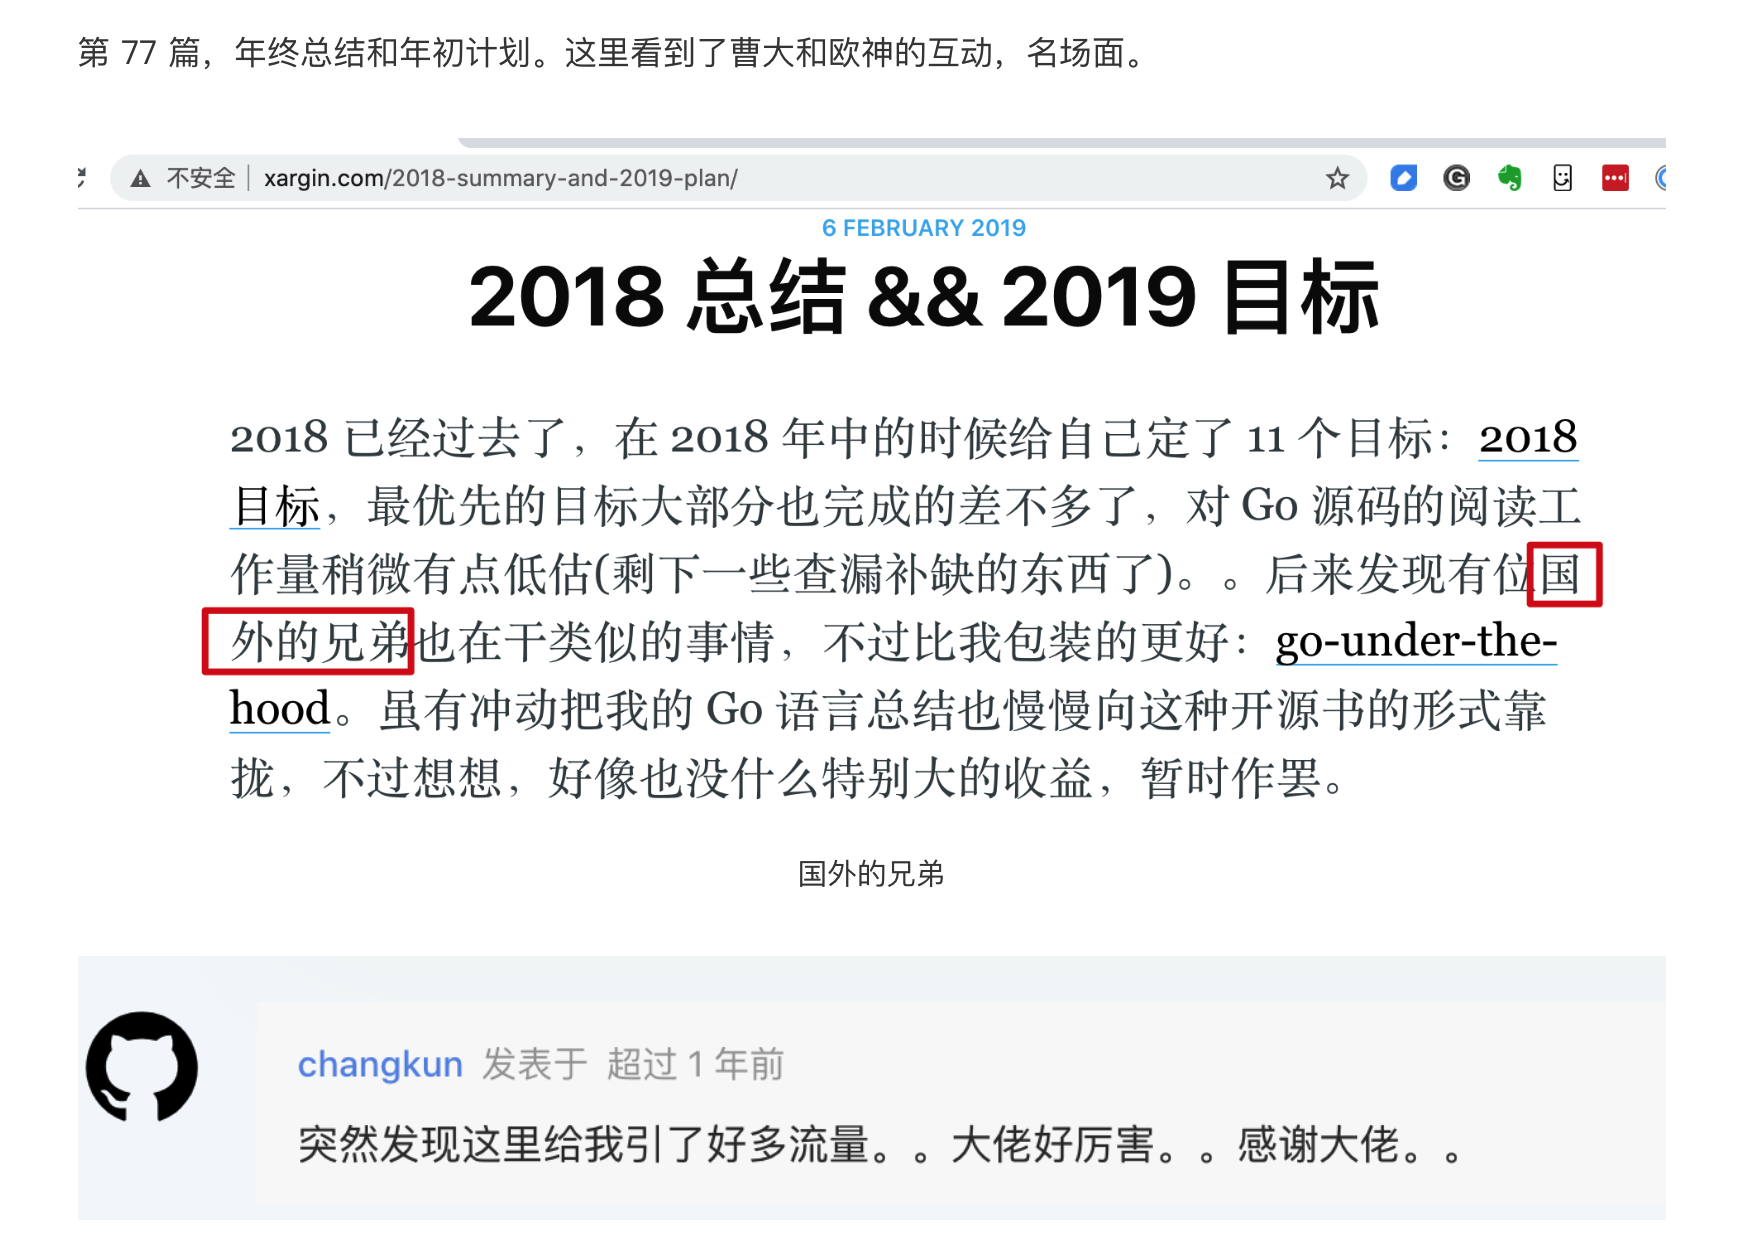 第 77 篇，年终总结和年初计划。这里看到了曹大和欧神的互动，名场面。
不安全 | xargin.com/2018-summary-and-2019-plan/
6 FEBRUARY 2019
2018 总结 && 2019 目标
2018 已经过去了，在 2018 年中的时候给自己定了 11 个目标：2018
目标，最优先的目标大部分也完成的差不多了，对 Go 源码的阅读工
作量稍微有点低估(剩下一些查漏补缺的东西了)。。后来发现有位国
外的兄弟也在干类似的事情，不过比我包装的更好：go-under-the-
hood。虽有冲动把我的 Go 语言总结也慢慢向这种开源书的形式靠
拢，不过想想，好像也没什么特别大的收益，暂时作罢。
国外的兄弟
changkun 发表于 超过 1 年前
突然发现这里给我引了好多流量。。大佬好厉害。。感谢大佬。。